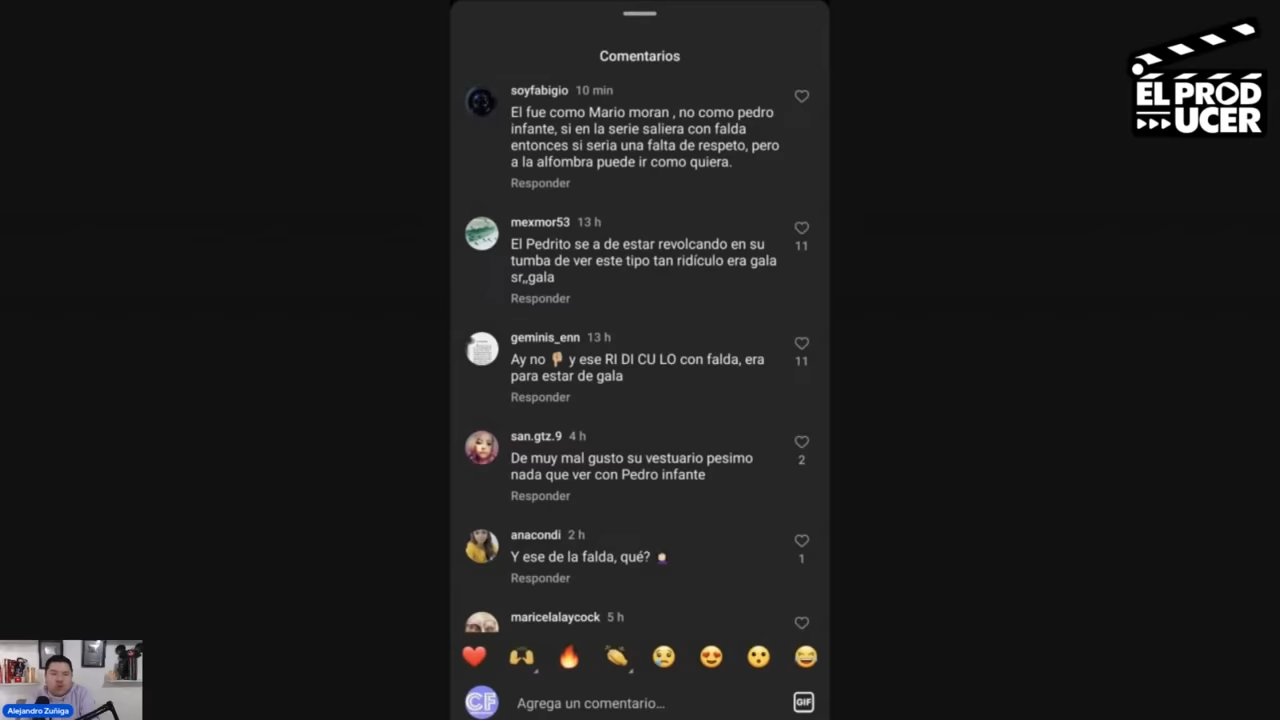 Comentarios
soyfabigio 10 min
El fue como Mario moran , no como pedro
infante, si en la serie saliera con falda
entonces si seria una falta de respeto, pero
a la alfombra puede ir como quiera.
Responder
mexmor53 13 h
El Pedrito se a de estar revolcando en su
tumba de ver este tipo tan ridículo era gala
sr,,gala
11
Responder
geminis_enn 13 h
Ay no 👎🏼 y ese RI DI CU LO con falda, era
para estar de gala
11
Responder
san.gtz.9 4 h
De muy mal gusto su vestuario pesimo
nada que ver con Pedro infante
2
Responder
anacondi 2 h
Y ese de la falda, qué?
1
Responder
maricelalaycock 5 h
CF
Agrega un comentario...
GIF
EL PROD
UCER
Alejandro Zuñiga